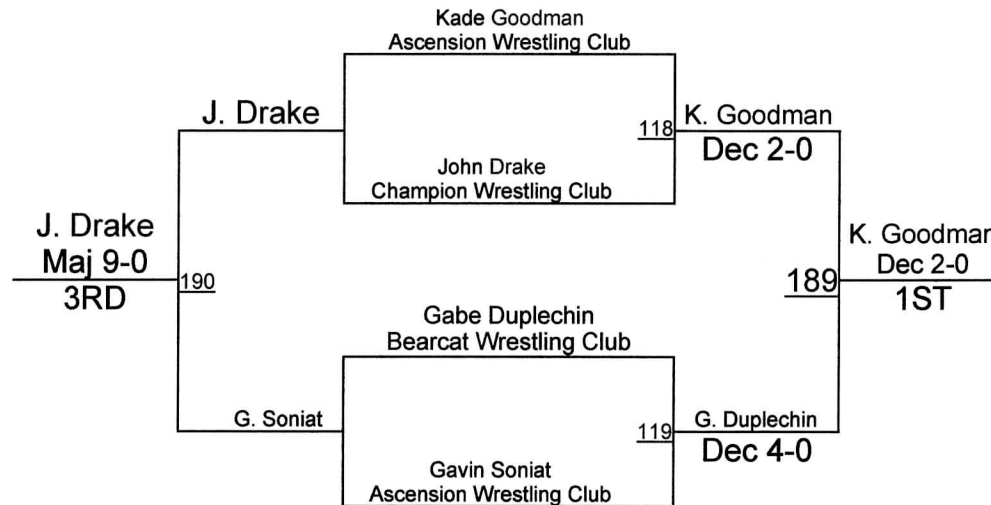 Kade Goodman
Ascension Wrestling Club
J. Drake
118
K. Goodman
Dec 2-0
John Drake
Champion Wrestling Club
J. Drake
Maj 9-0
3RD
190
189
K. Goodman
Dec 2-0
1ST
Gabe Duplechin
Bearcat Wrestling Club
G. Soniat
119
G. Duplechin
Dec 4-0
Gavin Soniat
Ascension Wrestling Club